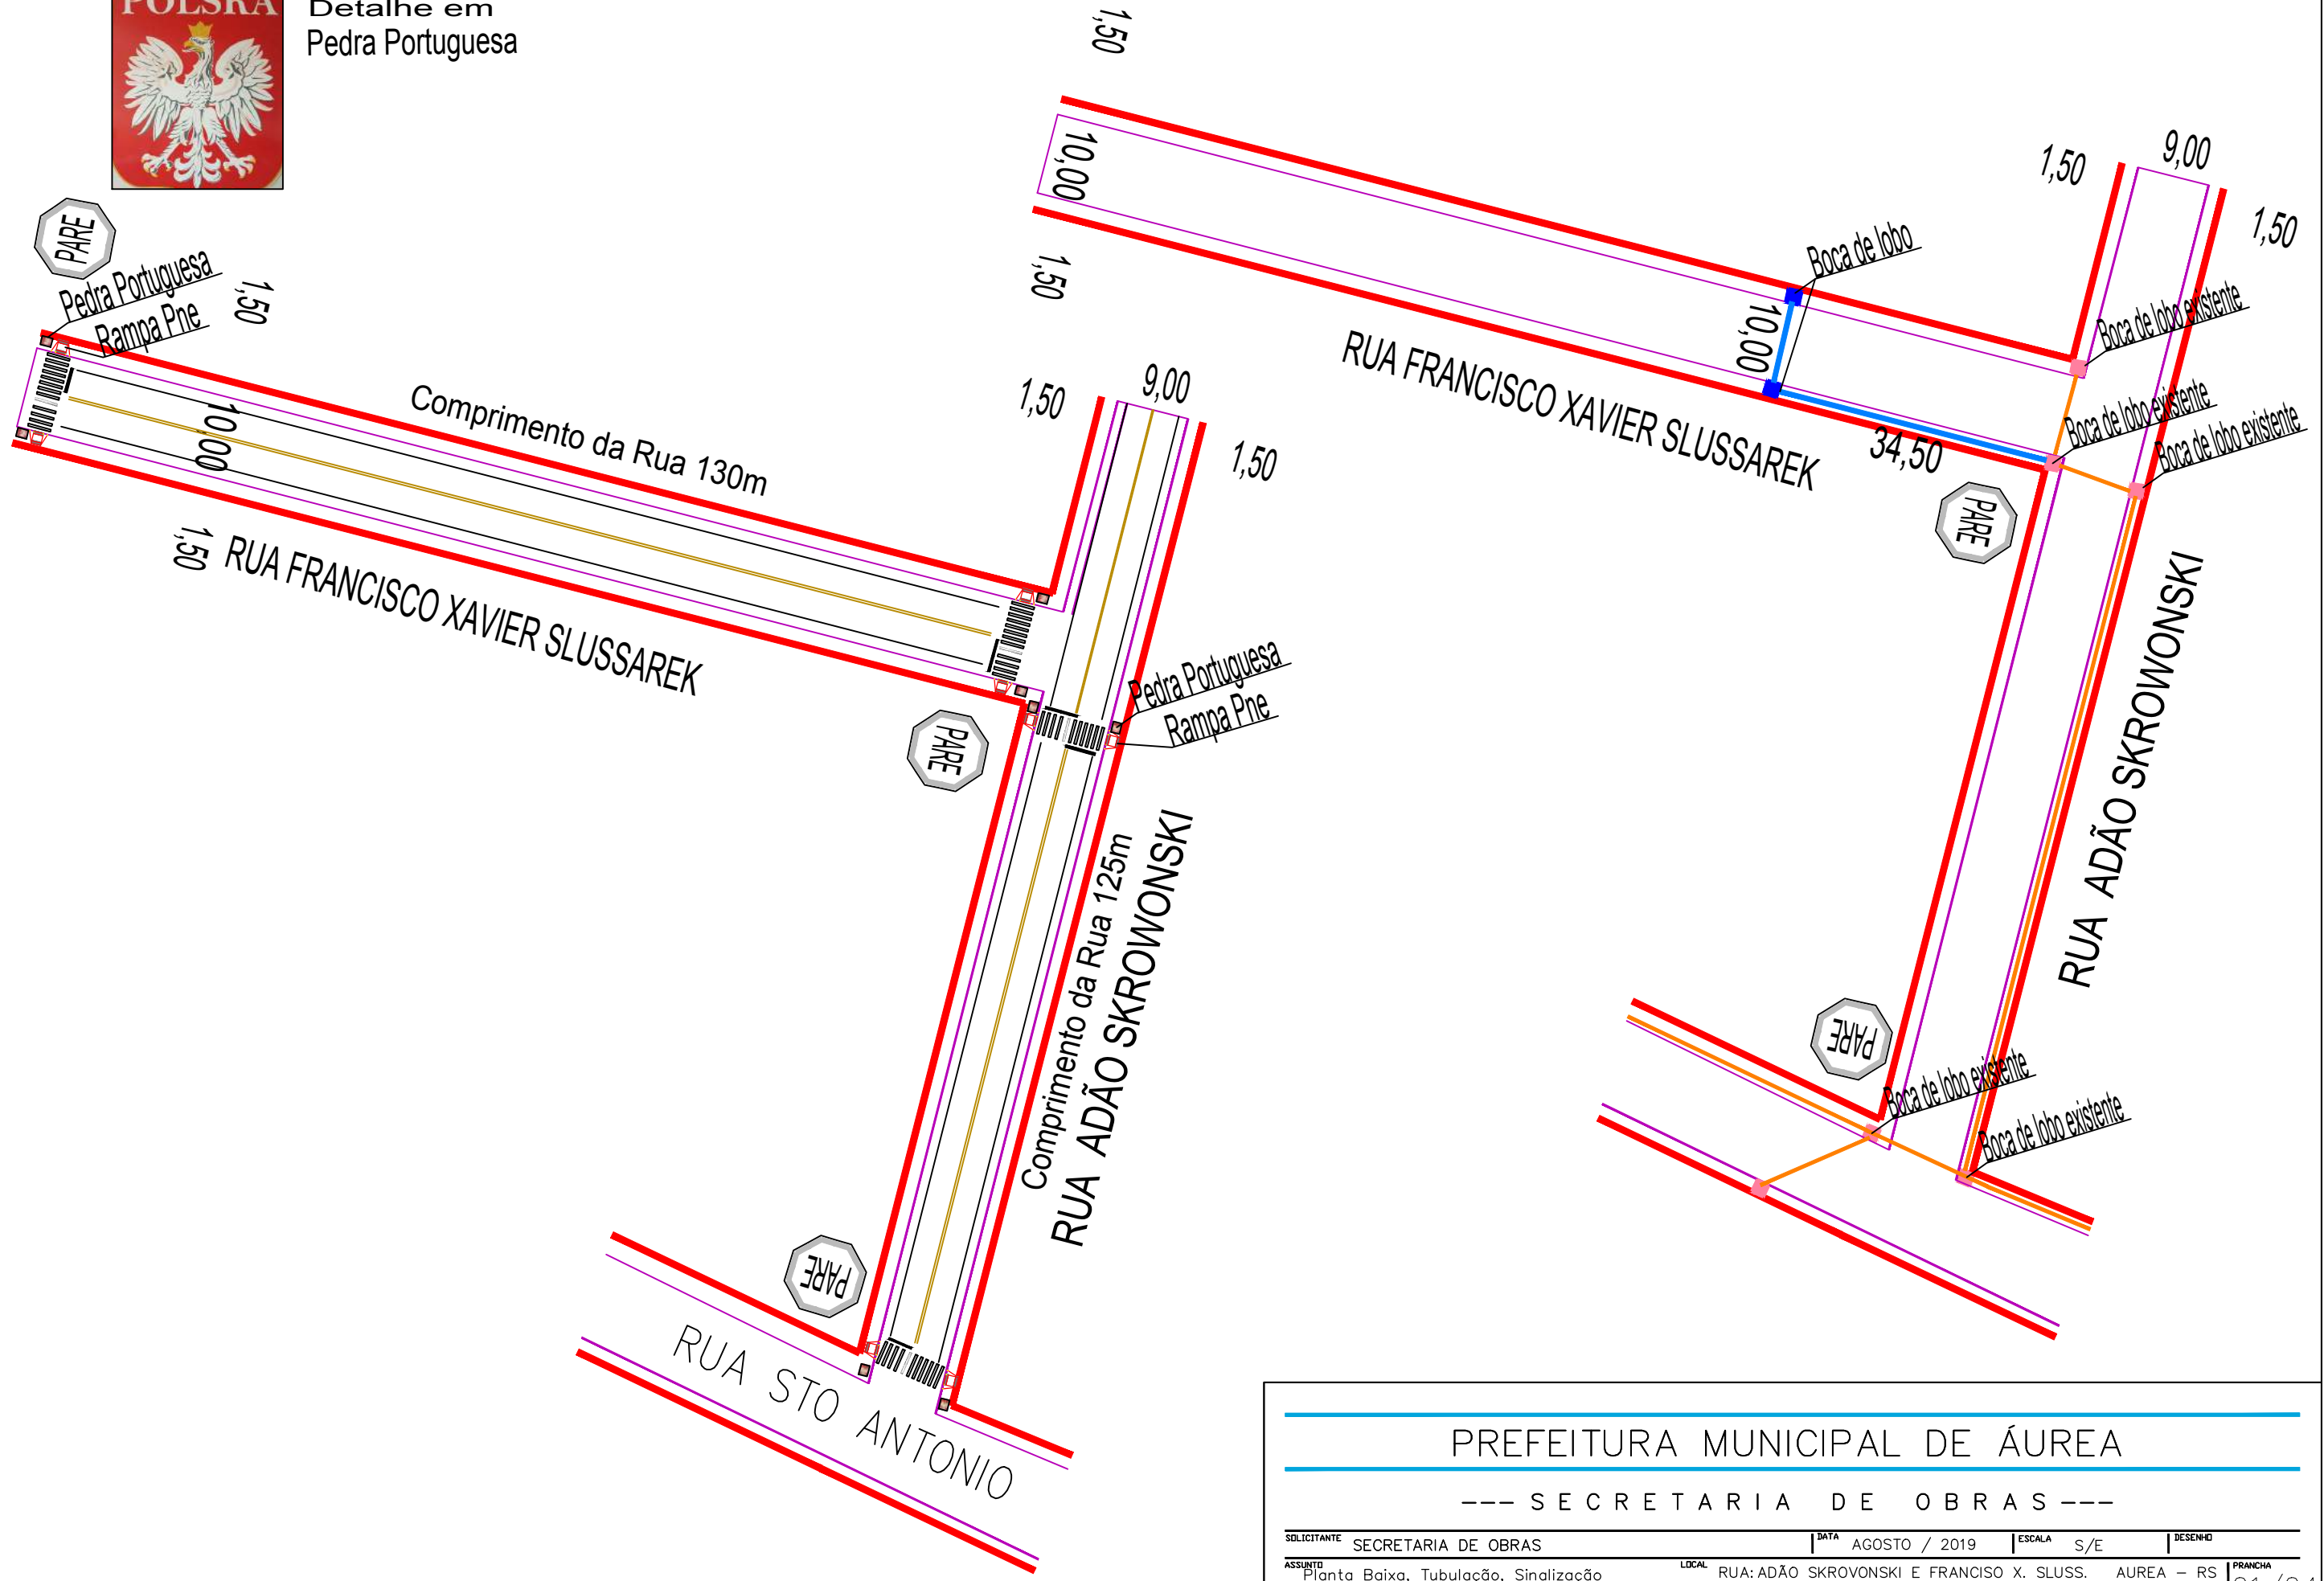 POLSKA
Detalhe em
Pedra Portuguesa
PARE
Pedra Portuguesa
Rampa Pne
1,50
10,00
1,50
Comprimento da Rua 130m
RUA FRANCISCO XAVIER SLUSSAREK
1,50
9,00
1,50
PARE
Pedra Portuguesa
Rampa Pne
Comprimento da Rua 125m
RUA ADÃO SKROWONSKI
PARE
RUA STO ANTONIO
1,50
10,00
1,50
1,50
9,00
1,50
Boca de lobo
10,00
Boca de lobo existente
Boca de lobo existente
Boca de lobo existente
RUA FRANCISCO XAVIER SLUSSAREK
34,50
PARE
RUA ADÃO SKROWONSKI
PARE
Boca de lobo existente
Boca de lobo existente
PREFEITURA MUNICIPAL DE ÁUREA
--- SECRETARIA DE OBRAS ---
SOLICITANTE SECRETARIA DE OBRAS DATA AGOSTO / 2019 ESCALA S/E DESENHO
ASSUNTO Planta Baixa, Tubulação, Sinalização LOCAL RUA: ADÃO SKROVONSKI E FRANCISO X. SLUSS. AUREA - RS PRANCHA